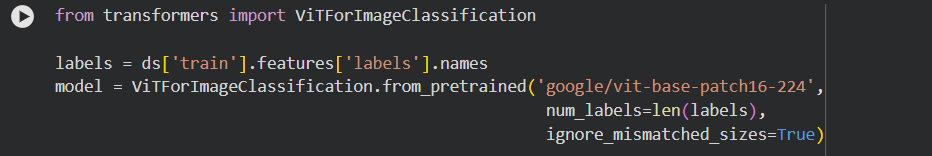 from transformers import ViTForImageClassification
labels = ds['train'].features['labels'].names
model = ViTForImageClassification.from_pretrained('google/vit-base-patch16-224',
num_labels=len(labels),
ignore_mismatched_sizes=True)